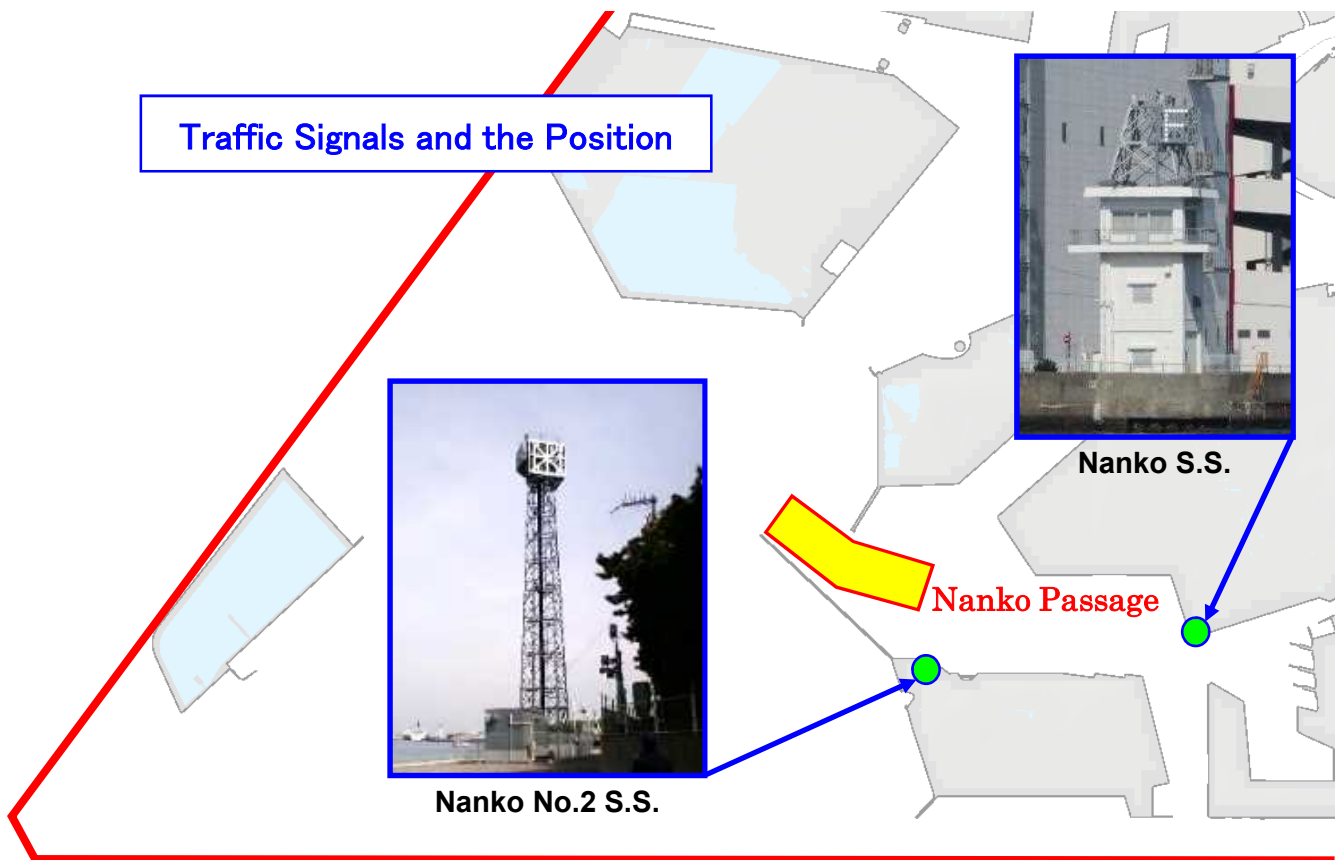 Traffic Signals and the Position
F
Nanko S.S.
Nanko Passage
Nanko No.2 S.S.